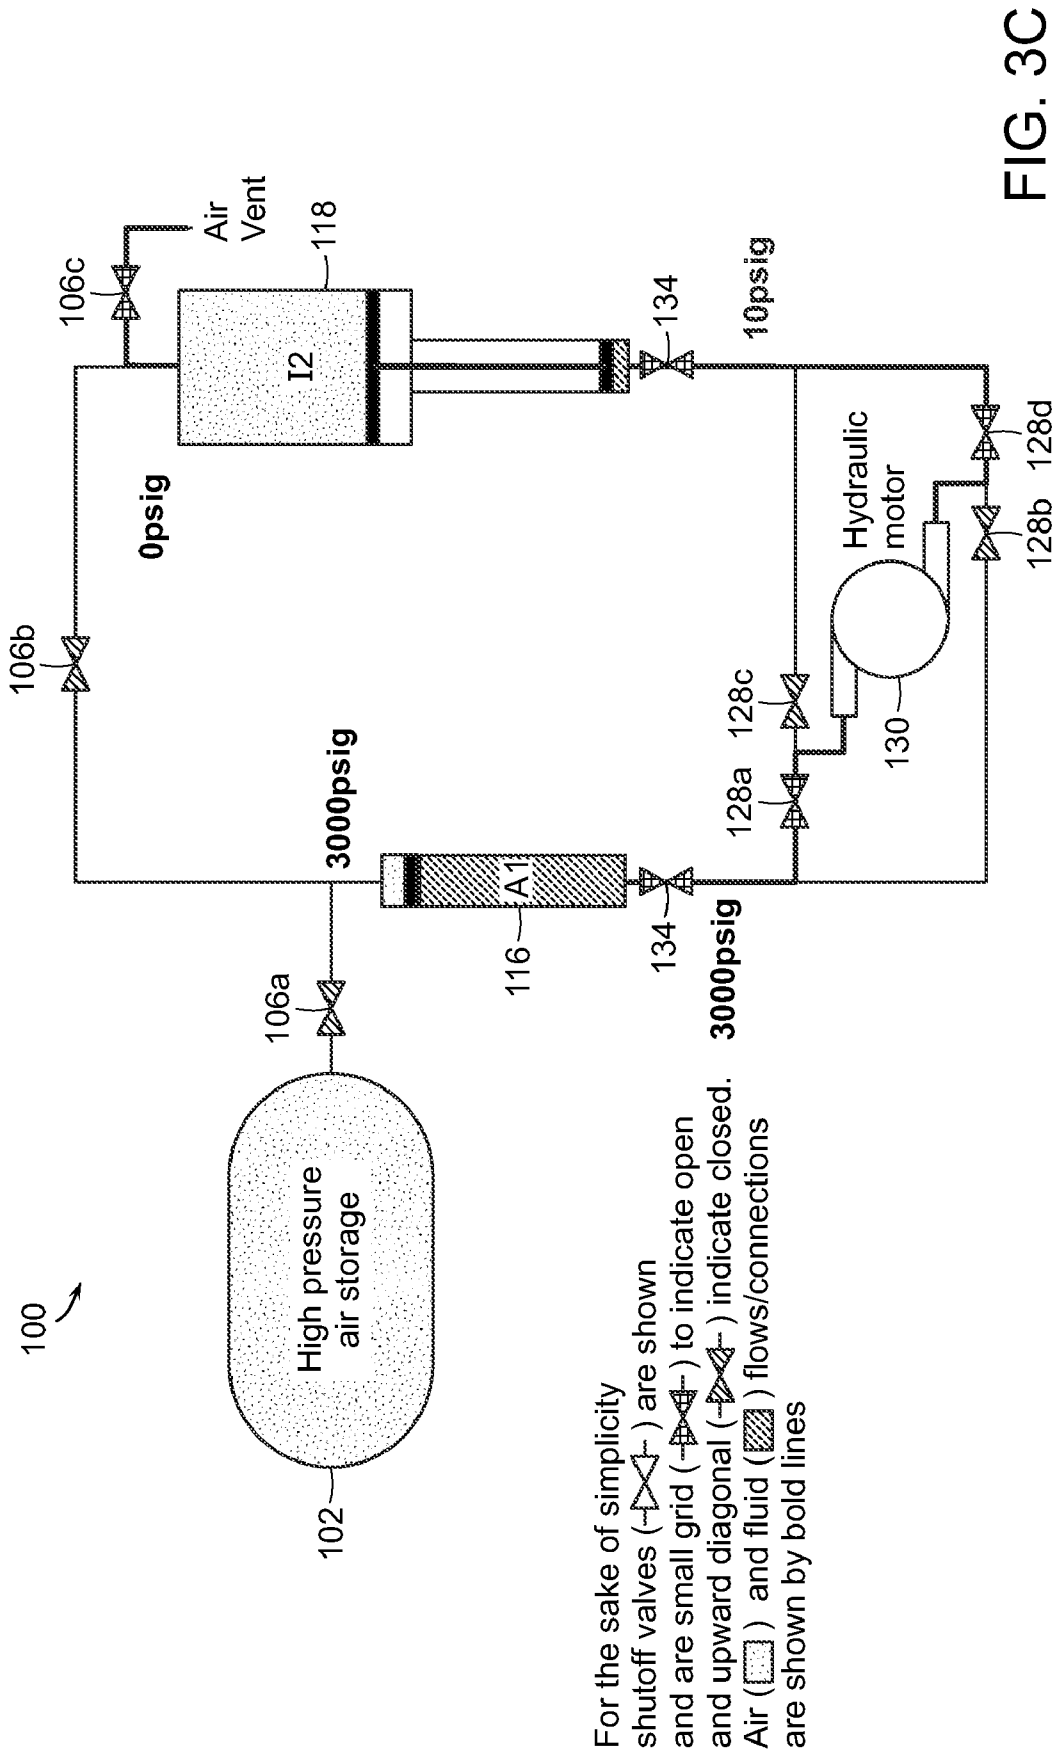 100
102
High pressure
air storage
106a
106b
106c
Air
Vent
118
I2
0psig
3000psig
A1
116
134
3000psig
134
10psig
128a
128c
Hydraulic
motor
130
128b
128d
For the sake of simplicity
shutoff valves ( ) are shown
and are small grid ( ) to indicate open
and upward diagonal ( ) indicate closed.
Air ( ) and fluid ( ) flows/connections
are shown by bold lines
FIG. 3C